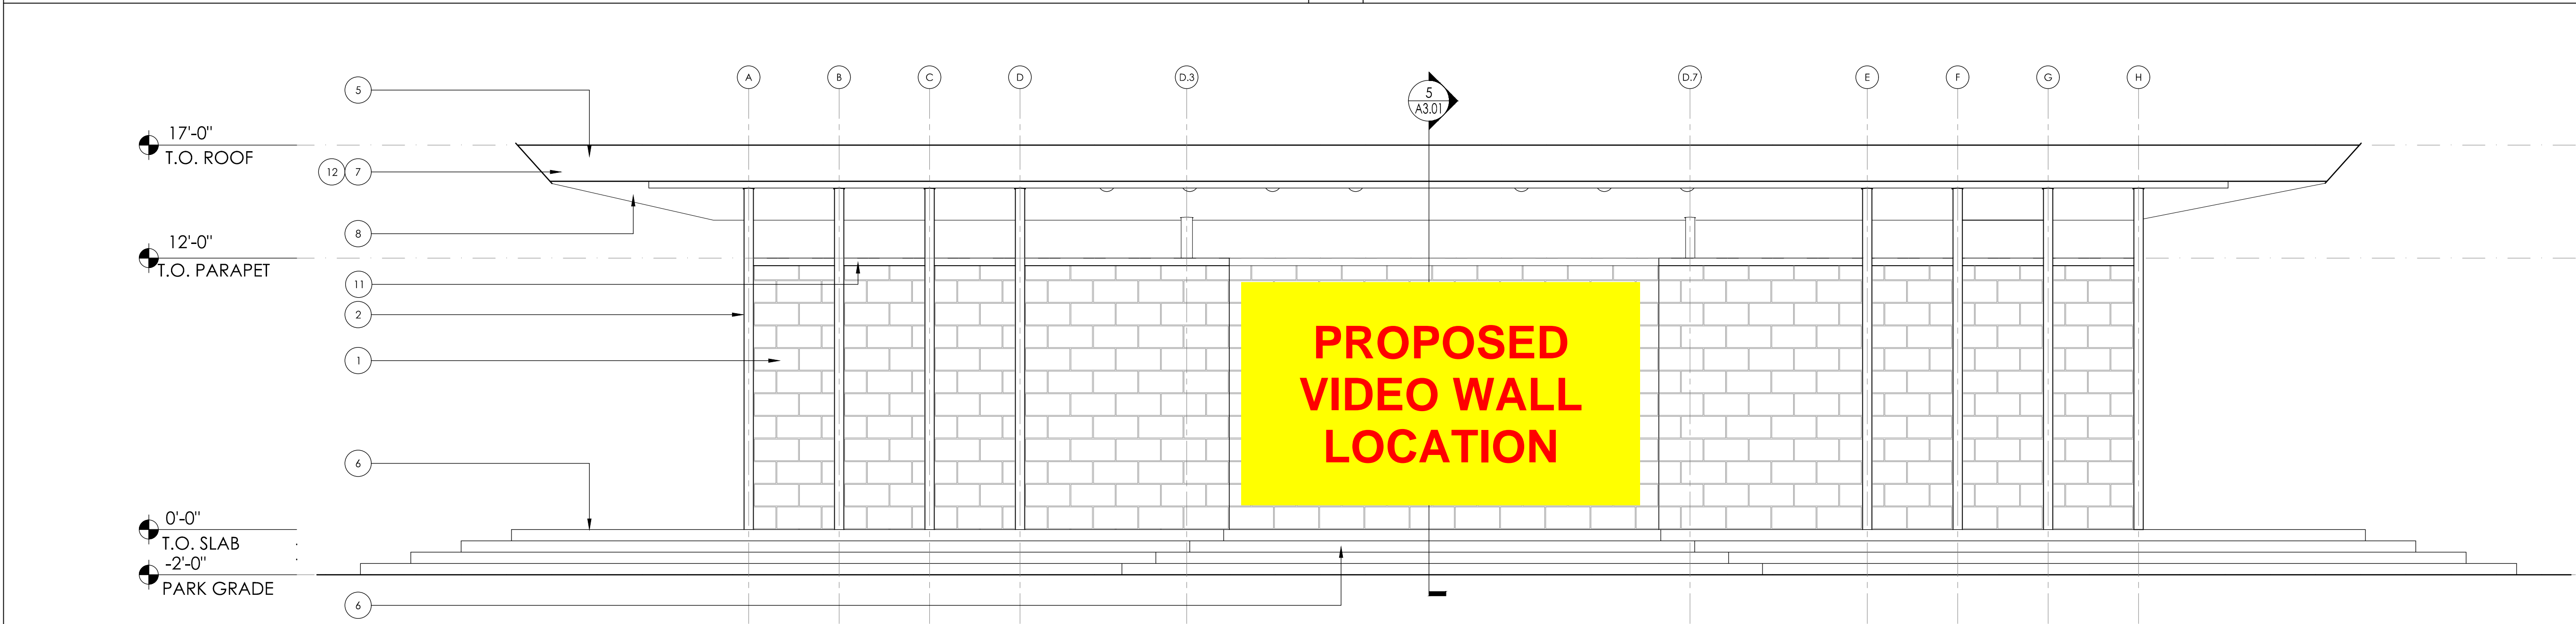 A B C D D.3 D.7 E F G H
5
A3.01
5
17'-0"
T.O. ROOF
12 7
8
12'-0"
T.O. PARAPET
11
2
1
PROPOSED
VIDEO WALL
LOCATION
6
0'-0"
T.O. SLAB
-2'-0"
PARK GRADE
6